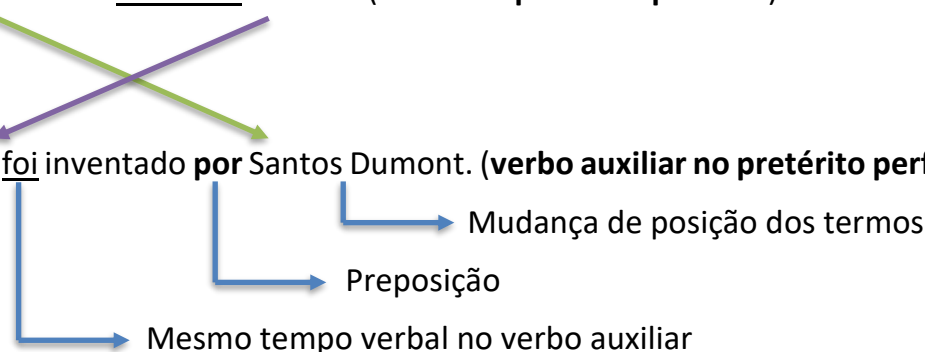 foi inventado por Santos Dumont. (verbo auxiliar no pretérito
Mudança de posição dos termos
Preposição
Mesmo tempo verbal no verbo auxiliar